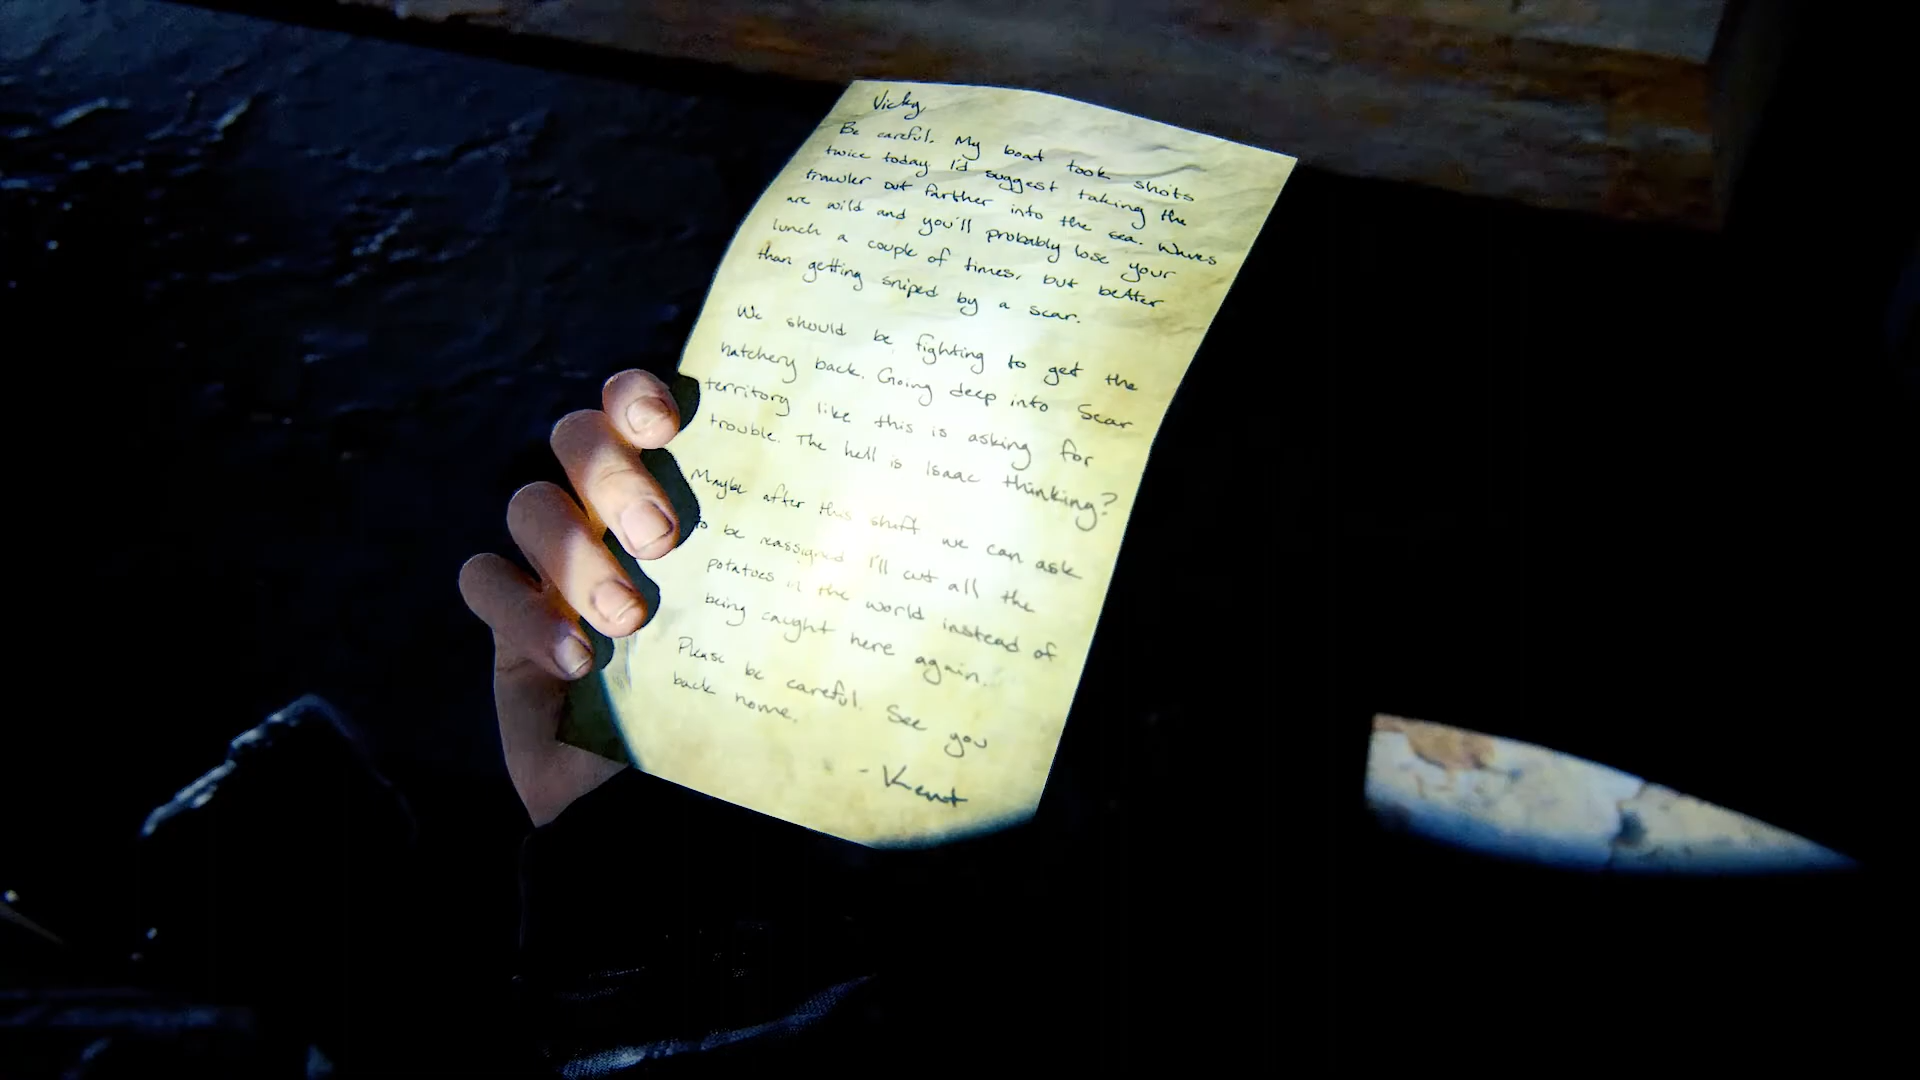 Vicky,
Be careful. My boat took shots
twice today. I'd suggest taking the
trawler out farther into the sea. Waves
are wild and you'll probably lose your
lunch a couple of times, but better
than getting sniped by a scar.
We should be fighting to get the
hatchery back. Going deep into Scar
territory like this is asking for
trouble. The hell is Isaac thinking?
Maybe after this shift we can ask
to be reassigned. I'll cut all the
potatoes in the world instead of
being caught here again.
Please be careful. See you
back home.
- Kent